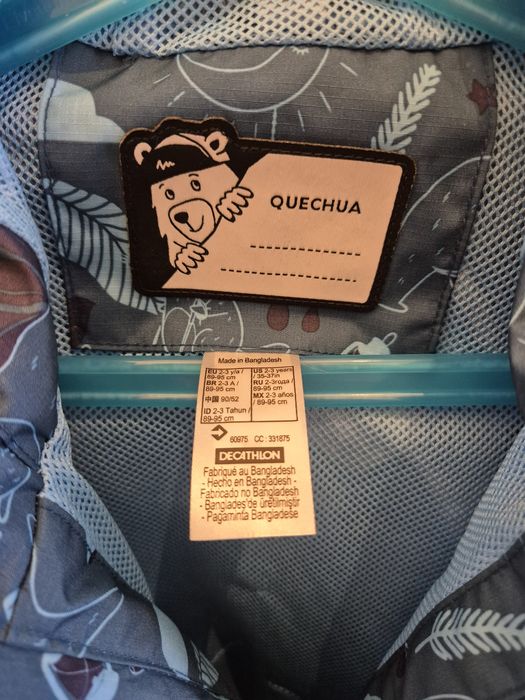 QUECHUA
Made in Bangladesh
EU 2-3 y/a / 89-95 cm
BR 2-3 A / 89-95 cm
中国 90/52
ID 2-3 Tahun / 89-95 cm
US 2-3 years / 35-37in
RU 2-3года / 89-95 cm
MX 2-3 años / 89-95 cm
60975 CC : 331875
DECATHLON
Fabriqué au Bangladesh
- Hecho en Bangladesh -
Fabricado no Bangladesh
- Bangladeş'de üretilmiştir
- Pagaminta Bangladeše